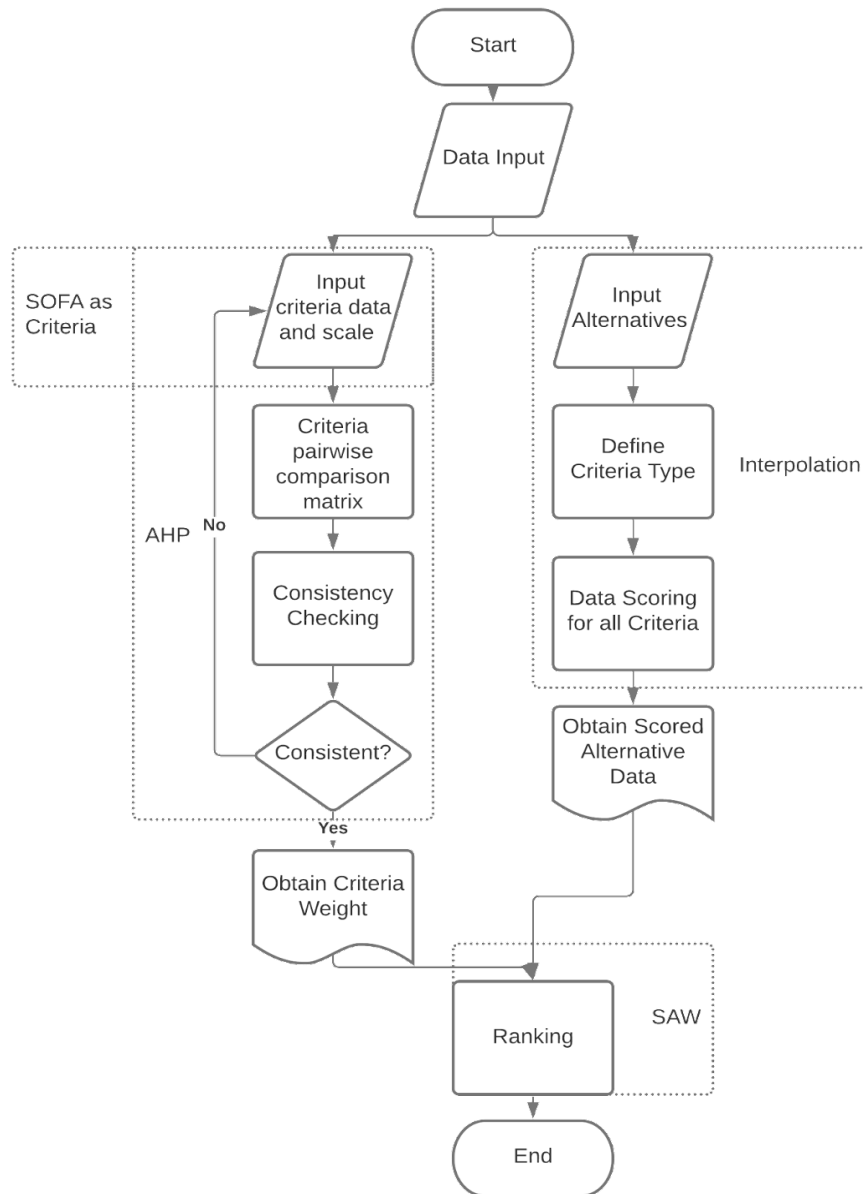 Start
Data Input
SOFA as
Criteria
Input
criteria data
and scale
Input
Alternatives
Criteria
pairwise
comparison
matrix
Define
Criteria Type
Interpolation
No
AHP
Consistency
Checking
Data Scoring
for all Criteria
Consistent?
Obtain Scored
Alternative
Data
Yes
Obtain Criteria
Weight
Ranking
SAW
End